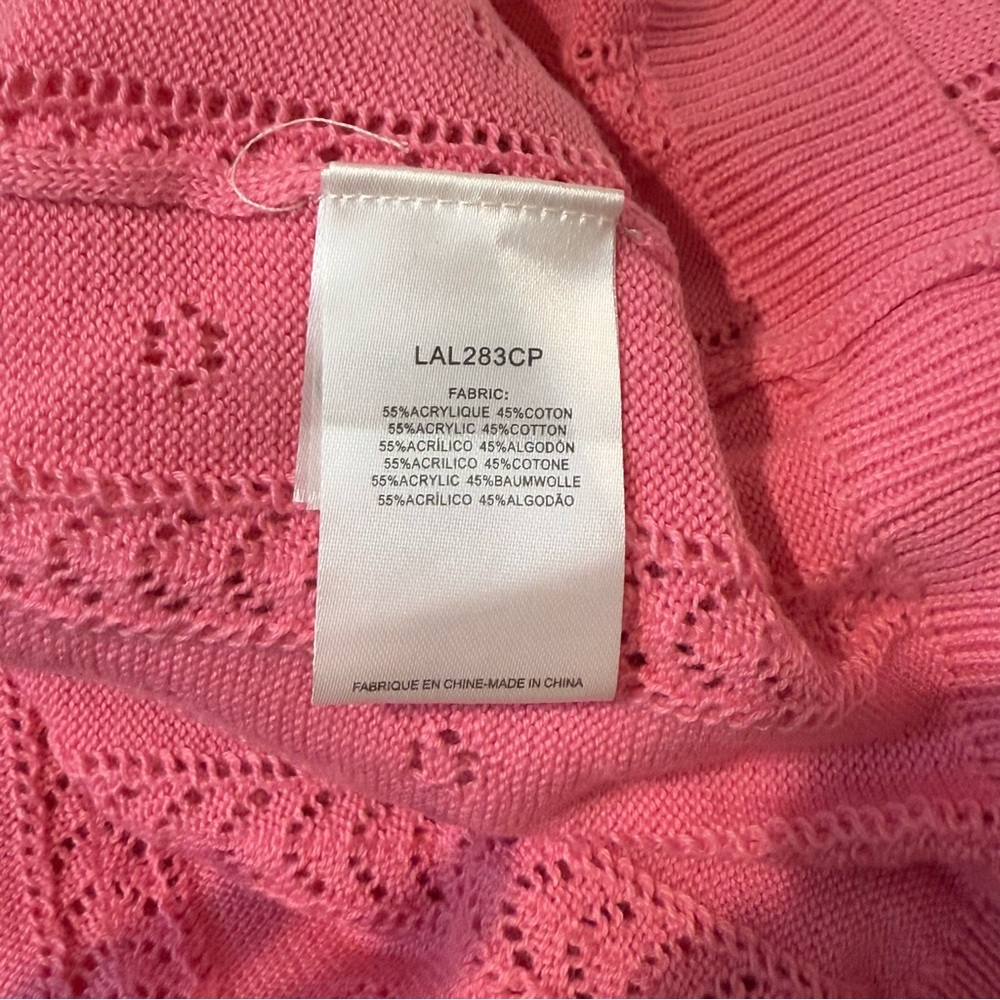 LAL283CP
FABRIC:
55%ACRYLIQUE 45%COTON
55%ACRYLIC 45%COTTON
55%ACRÍLICO 45%ALGODÓN
55%ACRILICO 45%COTONE
55%ACRYLIC 45%BAUMWOLLE
55%ACRÍLICO 45%ALGODÃO
FABRIQUE EN CHINE-MADE IN CHINA